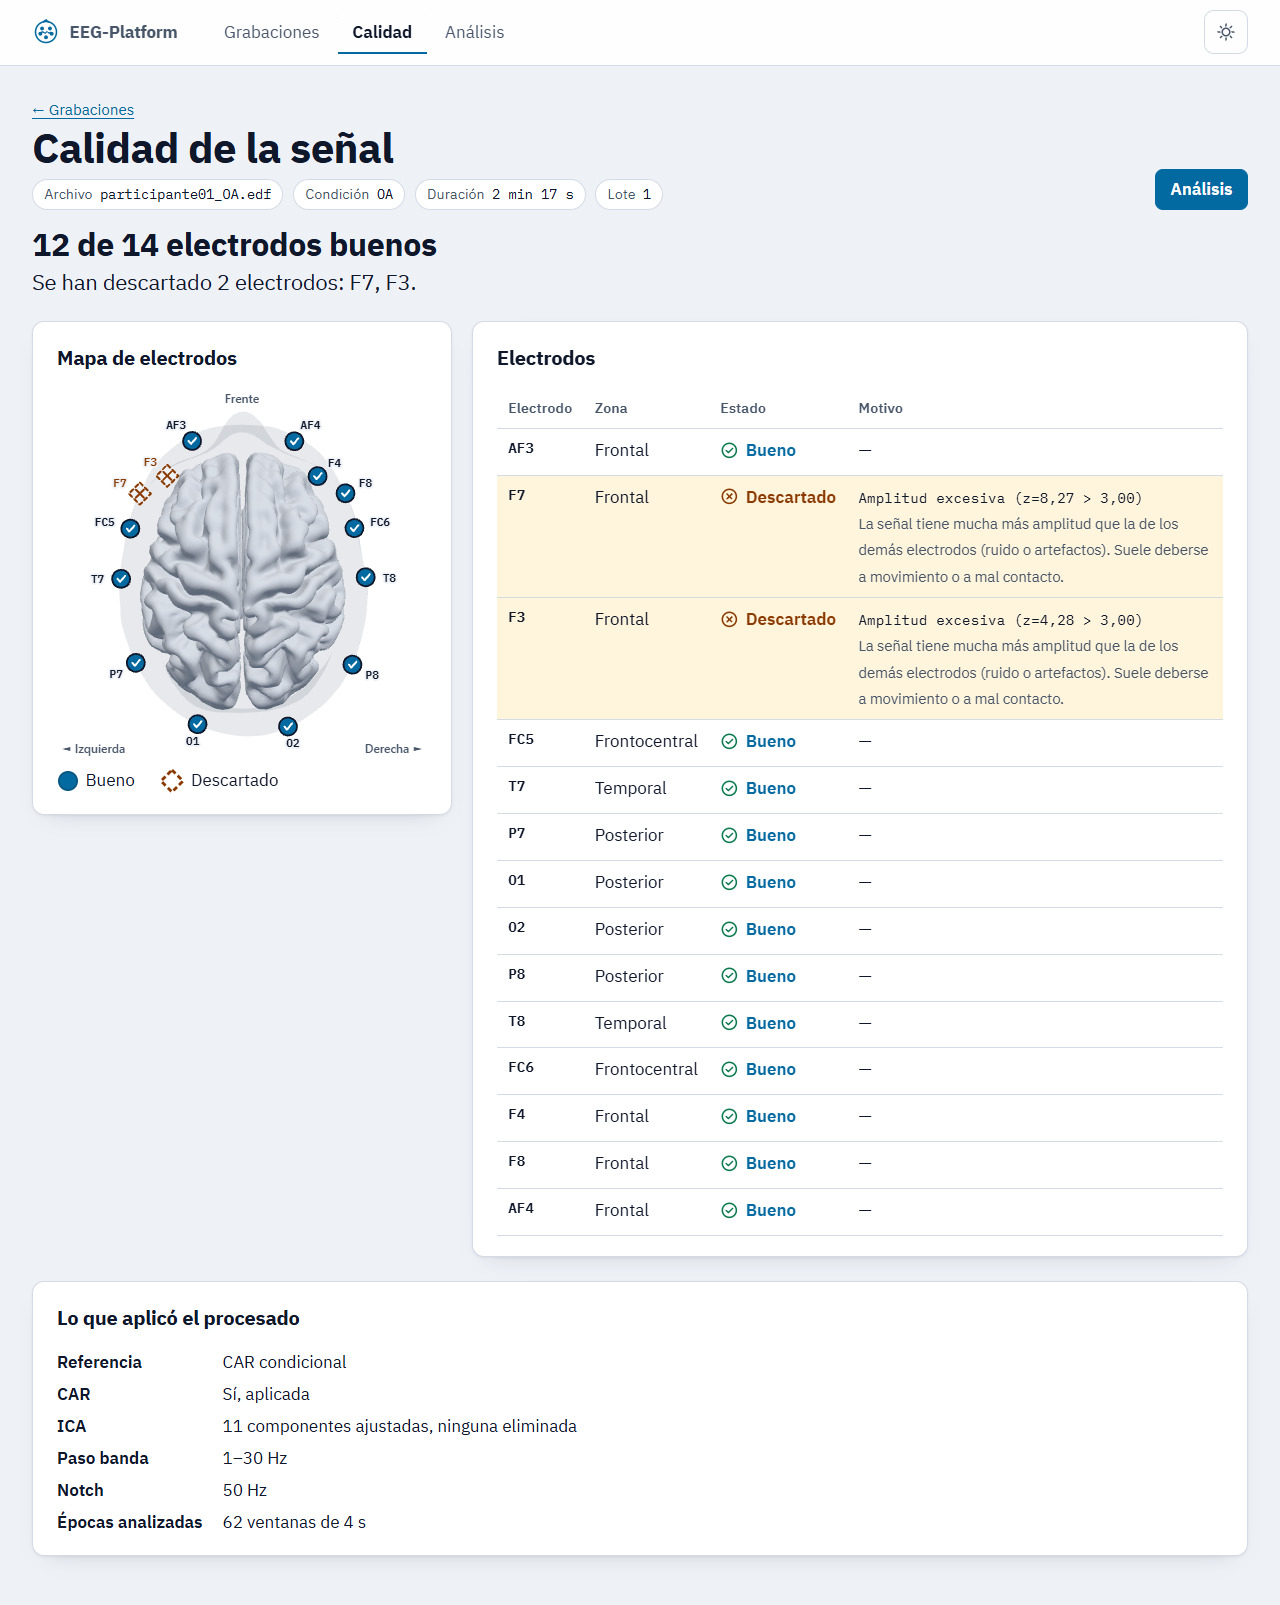 EEG-Platform
Grabaciones
Calidad
Análisis
← Grabaciones
Calidad de la señal
Archivo participante01_OA.edf
Condición OA
Duración 2 min 17 s
Lote 1
Análisis
12 de 14 electrodos buenos
Se han descartado 2 electrodos: F7, F3.
Mapa de electrodos
Frente
AF3
AF4
F3
F4
F7
F8
FC5
FC6
T7
T8
P7
P8
O1
O2
◄ Izquierda
Derecha ►
Bueno
Descartado
Electrodos
Electrodo Zona Estado Motivo
AF3 Frontal Bueno —
F7 Frontal Descartado Amplitud excesiva (z=8,27 > 3,00)
La señal tiene mucha más amplitud que la de los
demás electrodos (ruido o artefactos). Suele deberse
a movimiento o a mal contacto.
F3 Frontal Descartado Amplitud excesiva (z=4,28 > 3,00)
La señal tiene mucha más amplitud que la de los
demás electrodos (ruido o artefactos). Suele deberse
a movimiento o a mal contacto.
FC5 Frontocentral Bueno —
T7 Temporal Bueno —
P7 Posterior Bueno —
O1 Posterior Bueno —
O2 Posterior Bueno —
P8 Posterior Bueno —
T8 Temporal Bueno —
FC6 Frontocentral Bueno —
F4 Frontal Bueno —
F8 Frontal Bueno —
AF4 Frontal Bueno —
Lo que aplicó el procesado
Referencia CAR condicional
CAR Sí, aplicada
ICA 11 componentes ajustadas, ninguna eliminada
Paso banda 1–30 Hz
Notch 50 Hz
Épocas analizadas 62 ventanas de 4 s